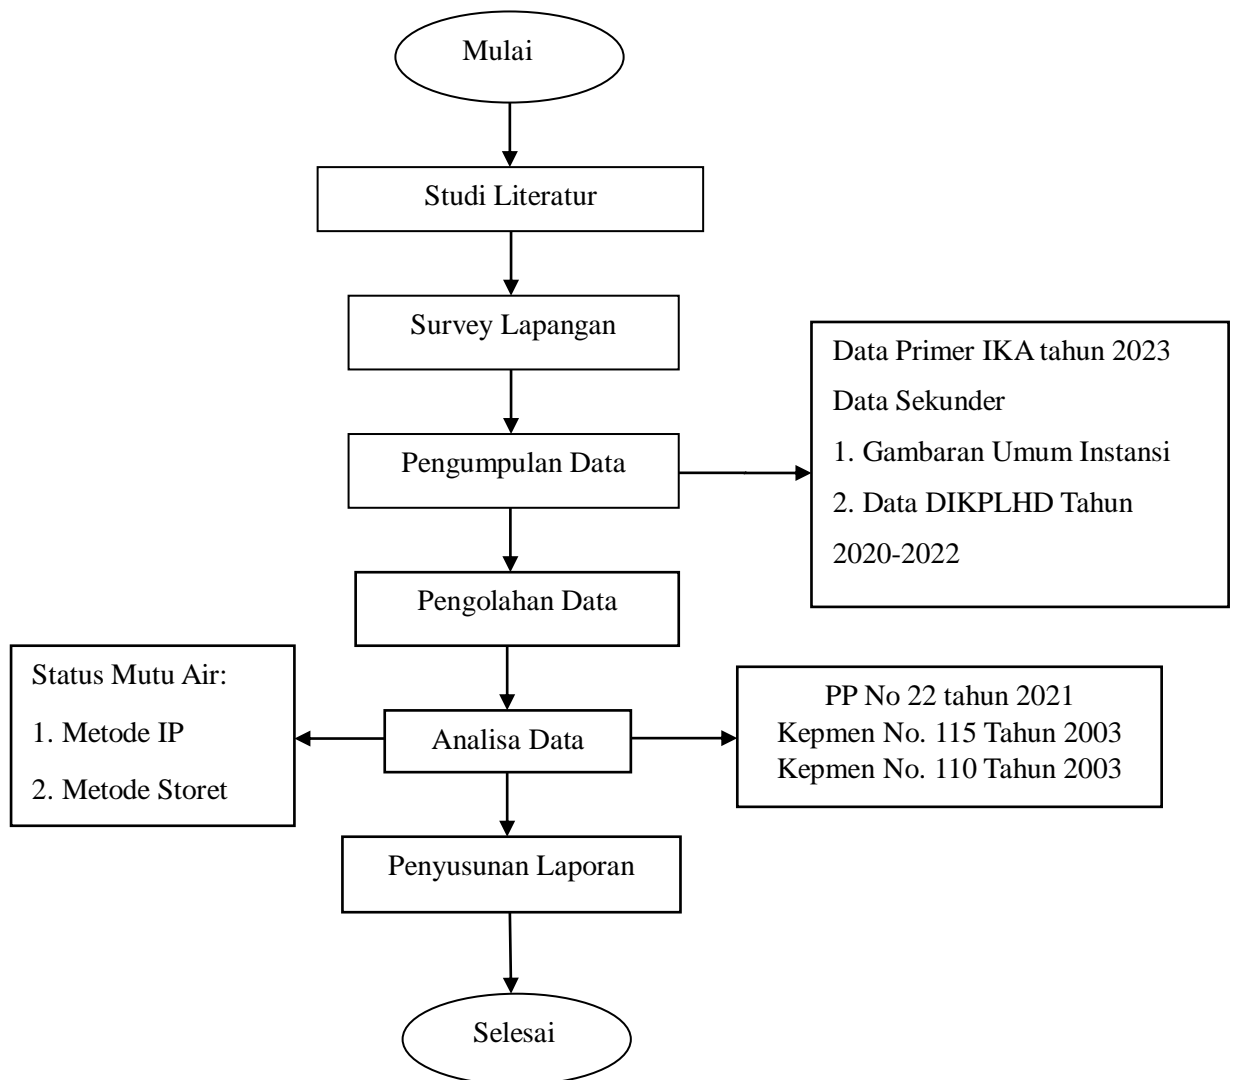 Mulai
Studi Literatur
Survey Lapangan
Pengumpulan Data
Data Primer IKA tahun 2023
Data Sekunder
1. Gambaran Umum Instansi
2. Data DIKPLHD Tahun
2020-2022
Pengolahan Data
Status Mutu Air:
1. Metode IP
2. Metode Storet
Analisa Data
PP No 22 tahun 2021
Kepmen No. 115 Tahun 2003
Kepmen No. 110 Tahun 2003
Penyusunan Laporan
Selesai